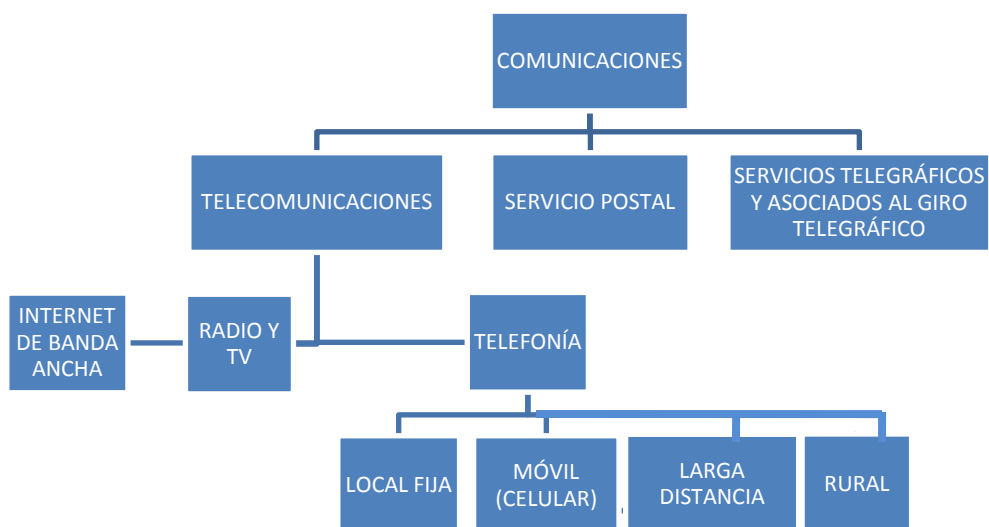 COMUNICACIONES
TELECOMUNICACIONES
SERVICIO POSTAL
SERVICIOS TELEGRÁFICOS
Y ASOCIADOS AL GIRO
TELEGRÁFICO
INTERNET
DE BANDA
ANCHA
RADIO Y
TV
TELEFONÍA
LOCAL FIJA
MÓVIL
(CELULAR)
LARGA
DISTANCIA
RURAL